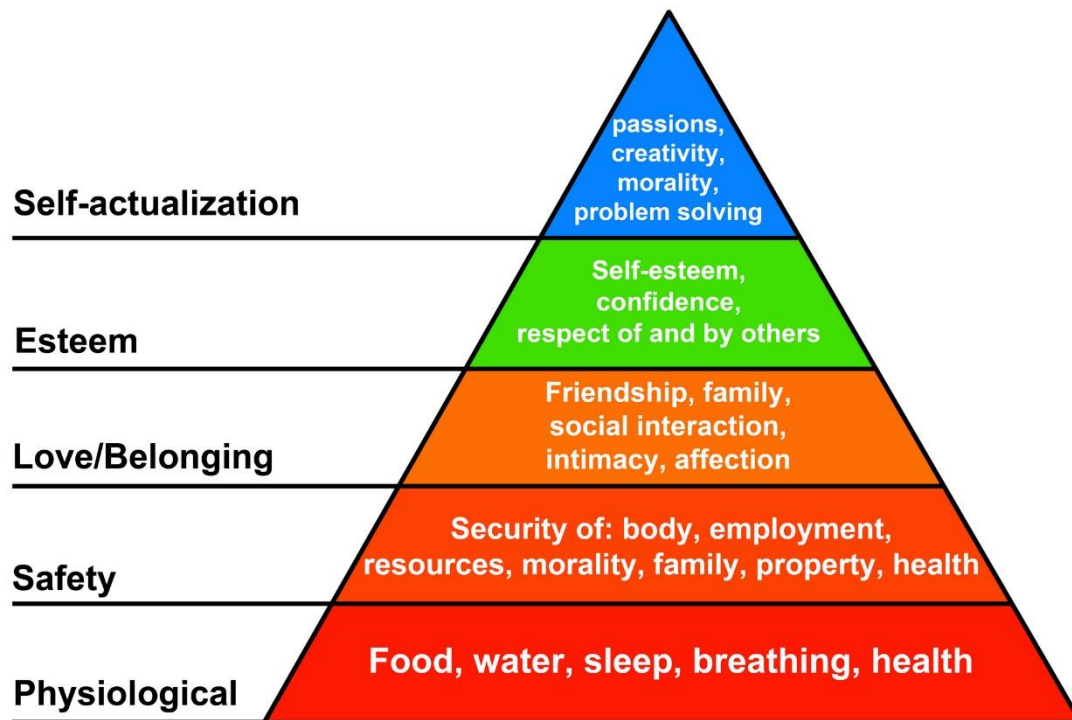 passions,
creativity,
morality,
problem solving
Self-actualization
Self-esteem,
confidence,
respect of and by others
Esteem
Friendship, family,
social interaction,
intimacy, affection
Love/Belonging
Security of: body, employment,
resources, morality, family, property, health
Safety
Food, water, sleep, breathing, health
Physiological